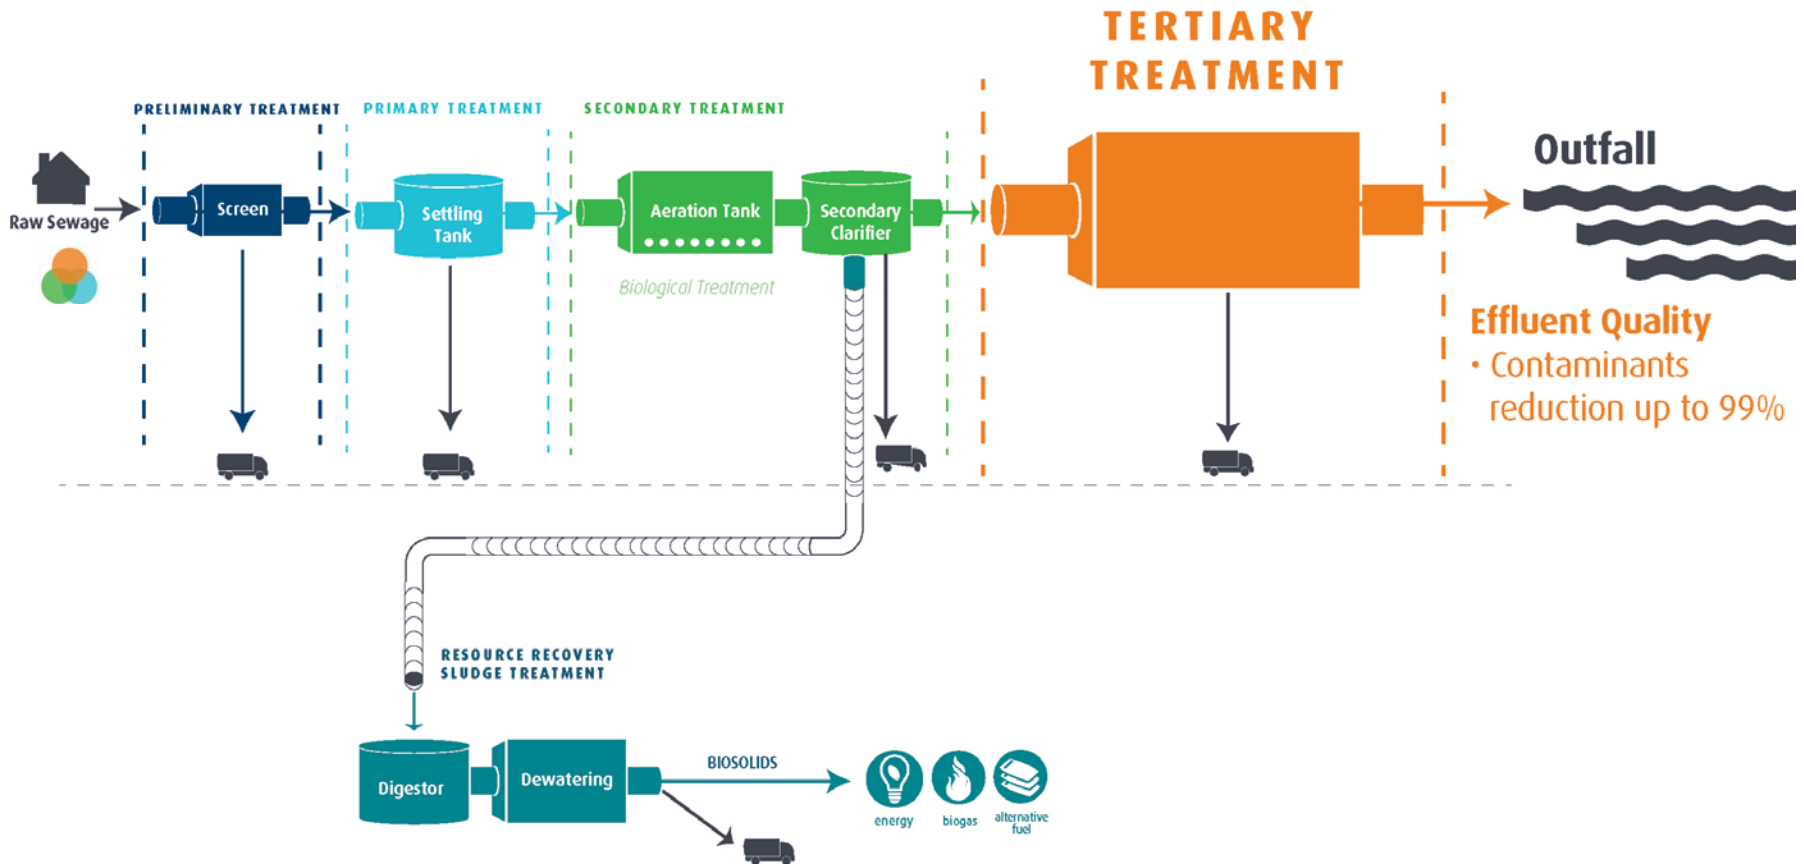 TERTIARY
TREATMENT
PRELIMINARY TREATMENT
PRIMARY TREATMENT
SECONDARY TREATMENT
Outfall
Raw Sewage
Screen
Settling
Tank
Aeration Tank
Secondary
Clarifier
Biological Treatment
Effluent Quality
• Contaminants
reduction up to 99%
RESOURCE RECOVERY
SLUDGE TREATMENT
Digestor
Dewatering
BIOSOLIDS
energy
biogas
alternative
fuel